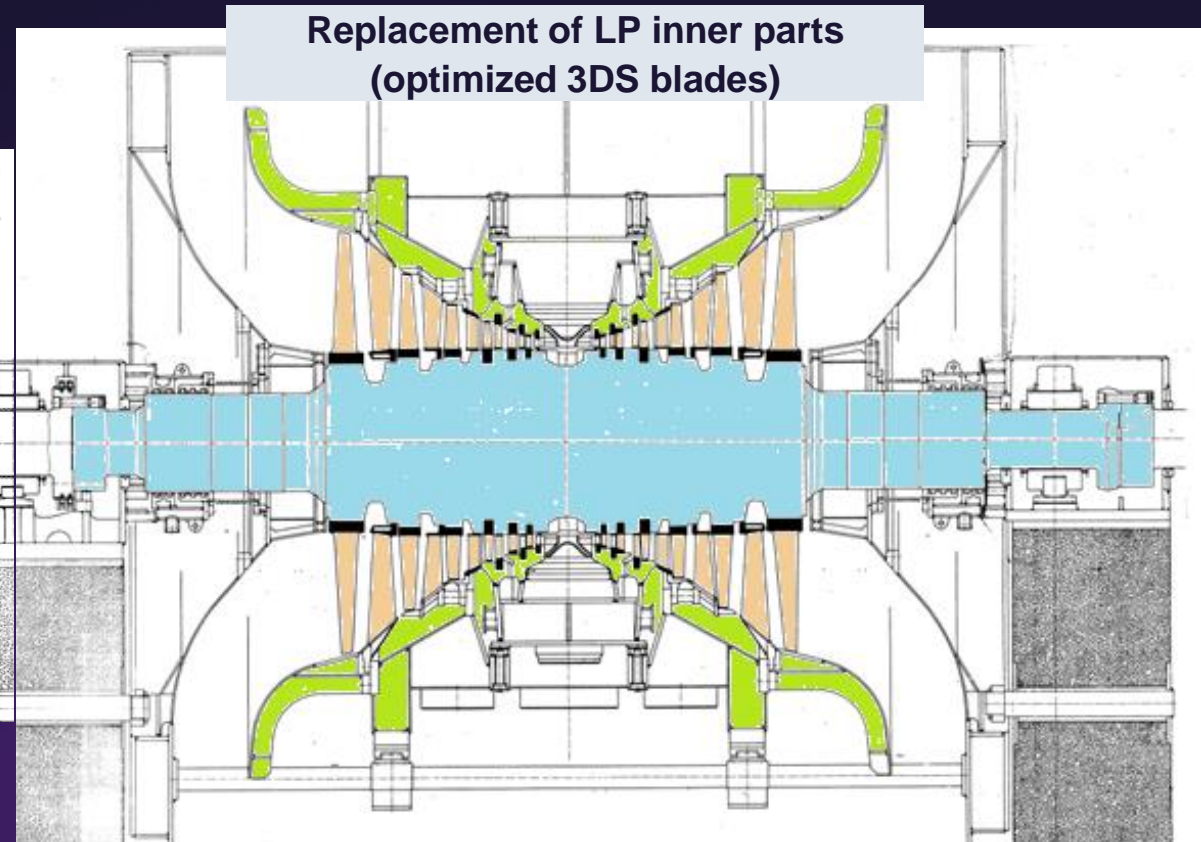 Replacement of LP inner parts
(optimized 3DS blades)